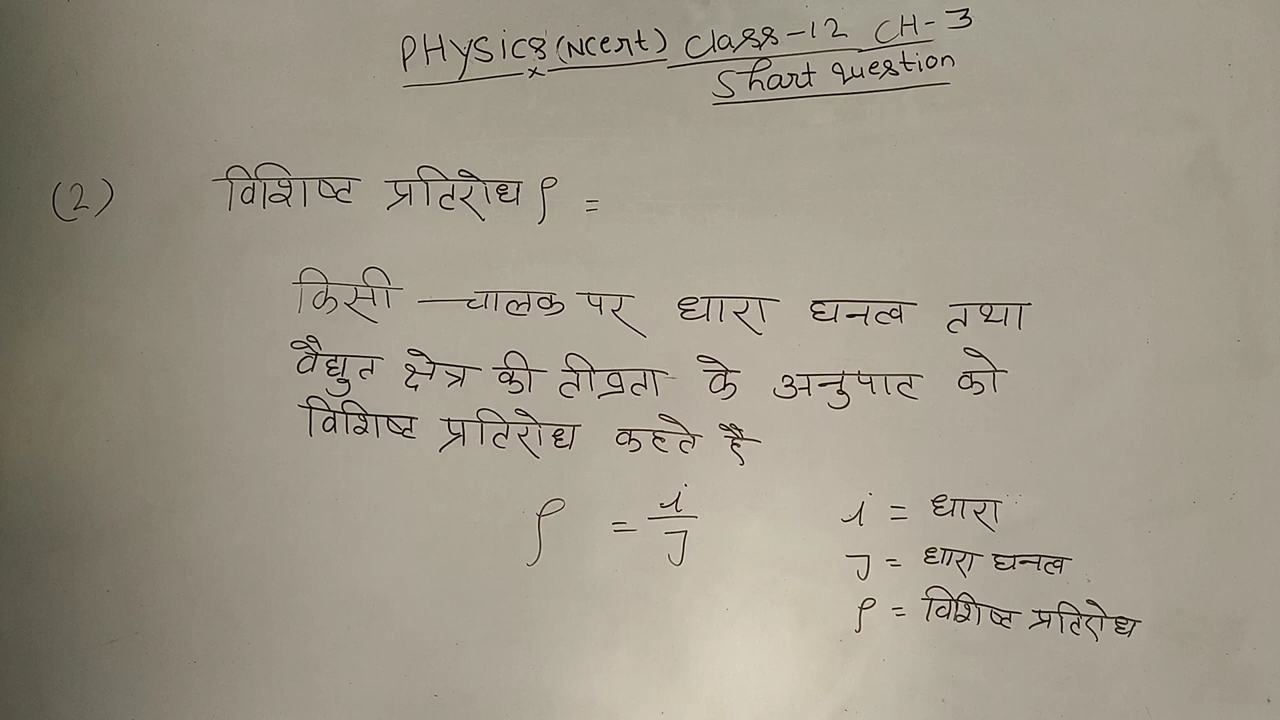 PHYSICS (NCERT) Class-12 CH-3
Shart question
(2) विशिष्ट प्रतिरोध ρ =
किसी चालक पर धारा घनत्व तथा
वैद्युत क्षेत्र की तीव्रता के अनुपात को
विशिष्ट प्रतिरोध कहते है
ρ = i/J
i = धारा
J = धारा घनत्व
ρ = विशिष्ट प्रतिरोध